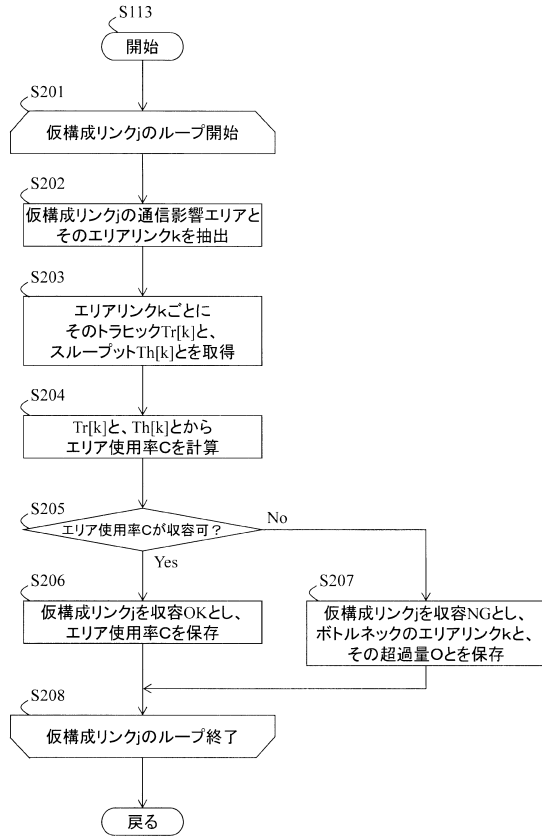 S113
開始
S201
仮構成リンクjのループ開始
S202
仮構成リンクjの通信影響エリアと
そのエリアリンクkを抽出
S203
エリアリンクkごとに
そのトラヒックTr[k]と、
スループットTh[k]とを取得
S204
Tr[k]と、Th[k]とから
エリア使用率Cを計算
S205
エリア使用率Cが収容可?
No
Yes
S206
仮構成リンクjを収容OKとし、
エリア使用率Cを保存
S207
仮構成リンクjを収容NGとし、
ボトルネックのエリアリンクkと、
その超過量Oとを保存
S208
仮構成リンクjのループ終了
戻る